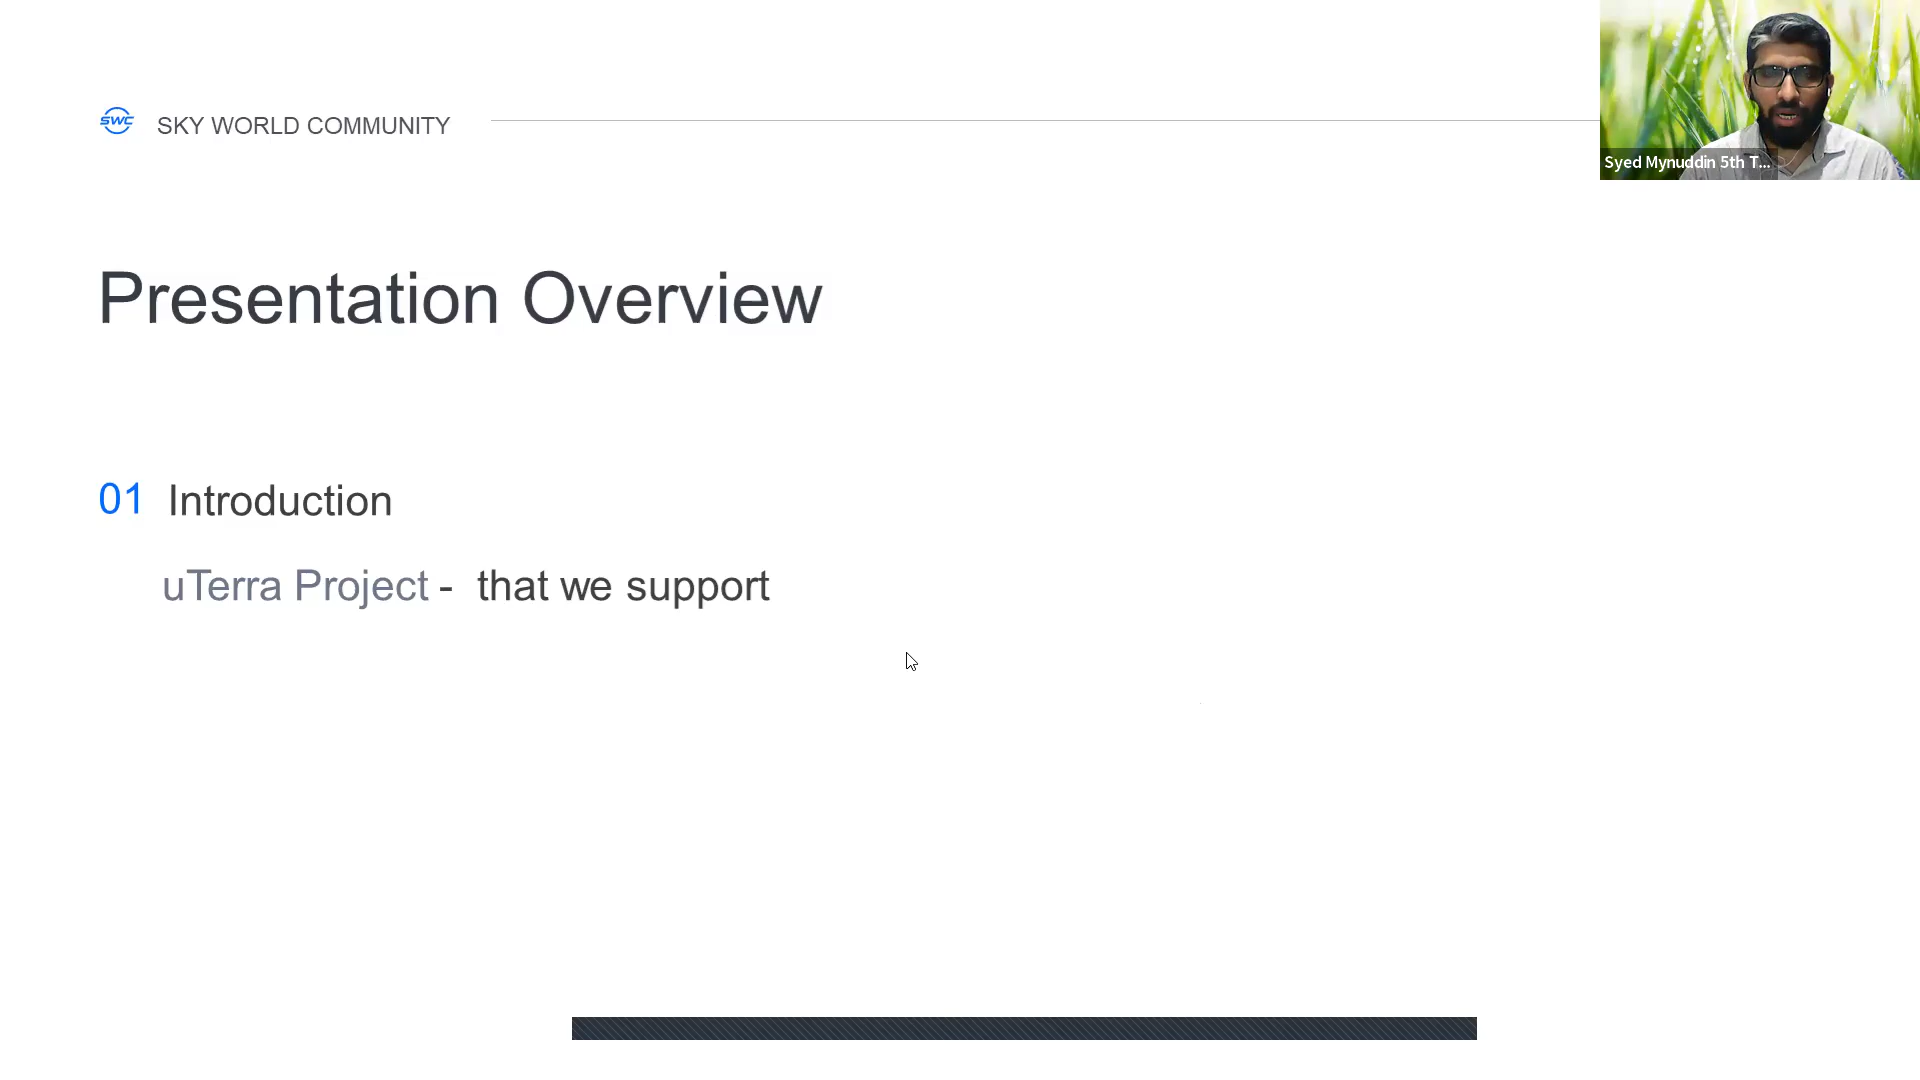 SWC SKY WORLD COMMUNITY
Syed Mynuddin 5th T...
Presentation Overview
01 Introduction
uTerra Project - that we support